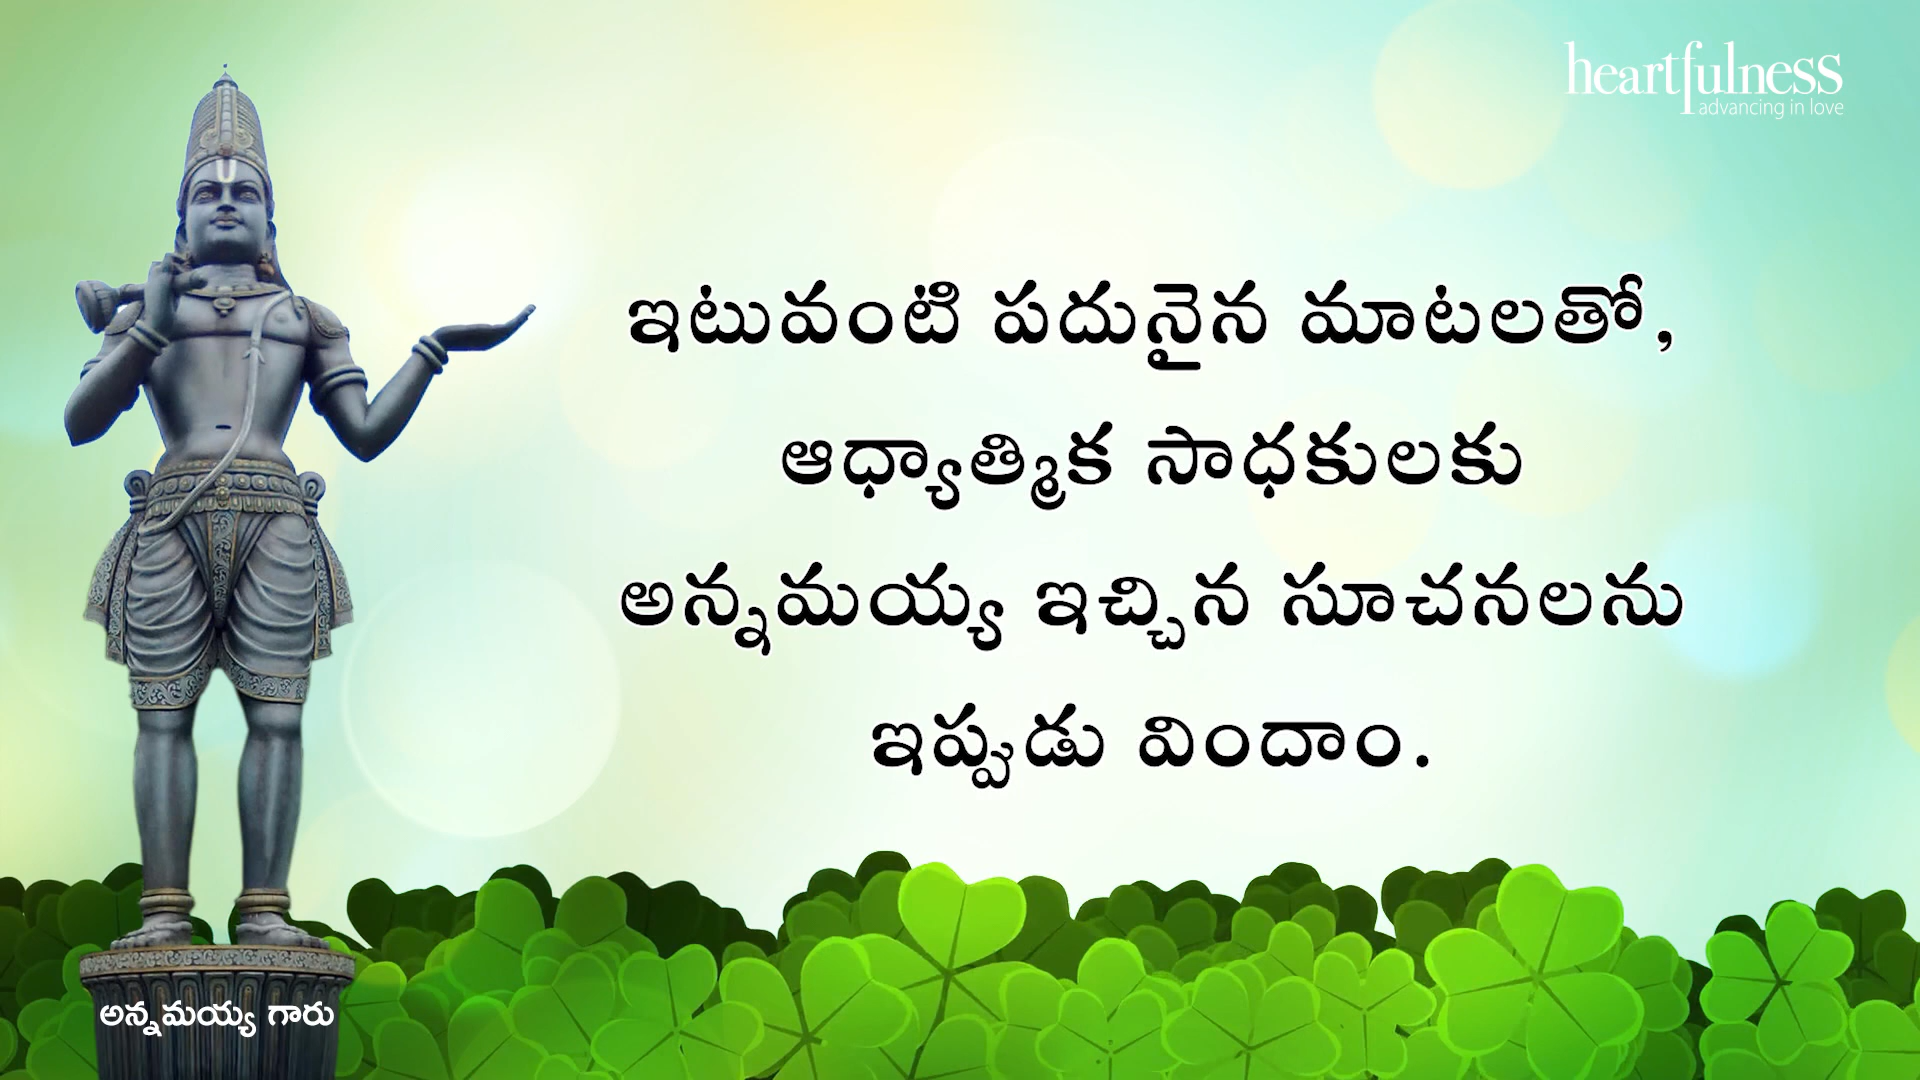 heartfulness
advancing in love
ఇటువంటి పదునైన మాటలతో,
ఆధ్యాత్మిక సాధకులకు
అన్నమయ్య ఇచ్చిన సూచనలను
ఇప్పుడు విందాం.
అన్నమయ్య గారు